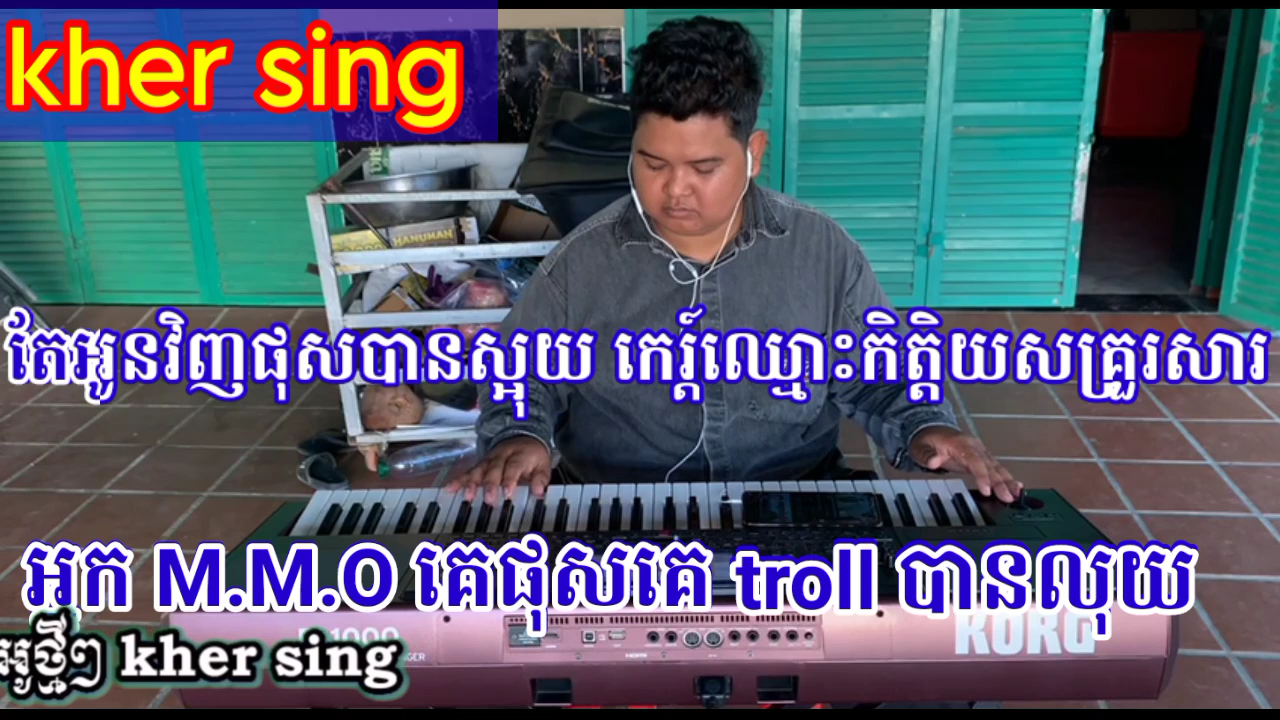 kher sing
HANUMAN
តែអូនវិញផុសបានស្អុយ កេរ្តិ៍ឈ្មោះកិត្តិយសគ្រួរសារ
អុក M.M.O គេផុសគេ troll បានលុយ
1000
KORG
អូថ្មីៗ kher sing